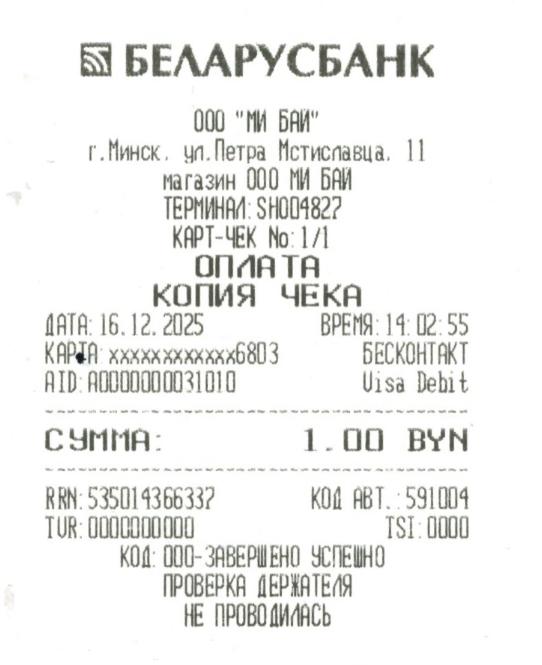 БЕЛАРУСБАНК
ООО "МИ БАЙ"
г.Минск, ул.Петра Мстиславца, 11
магазин ООО МИ БАЙ
ТЕРМИНАЛ:SH004827
КАРТ-ЧЕК No:1/1
ОПЛАТА
КОПИЯ ЧЕКА
ДАТА:16.12.2025 ВРЕМЯ:14:02:55
КАРТА:xxxxxxxxxxxx6803 БЕСКОНТАКТ
AID:A0000000031010 Visa Debit
СУММА: 1.00 BYN
RRN:535014366337 КОД АВТ.:591004
TVR:0000000000 TSI:0000
КОД: 000-ЗАВЕРШЕНО УСПЕШНО
ПРОВЕРКА ДЕРЖАТЕЛЯ
НЕ ПРОВОДИЛАСЬ